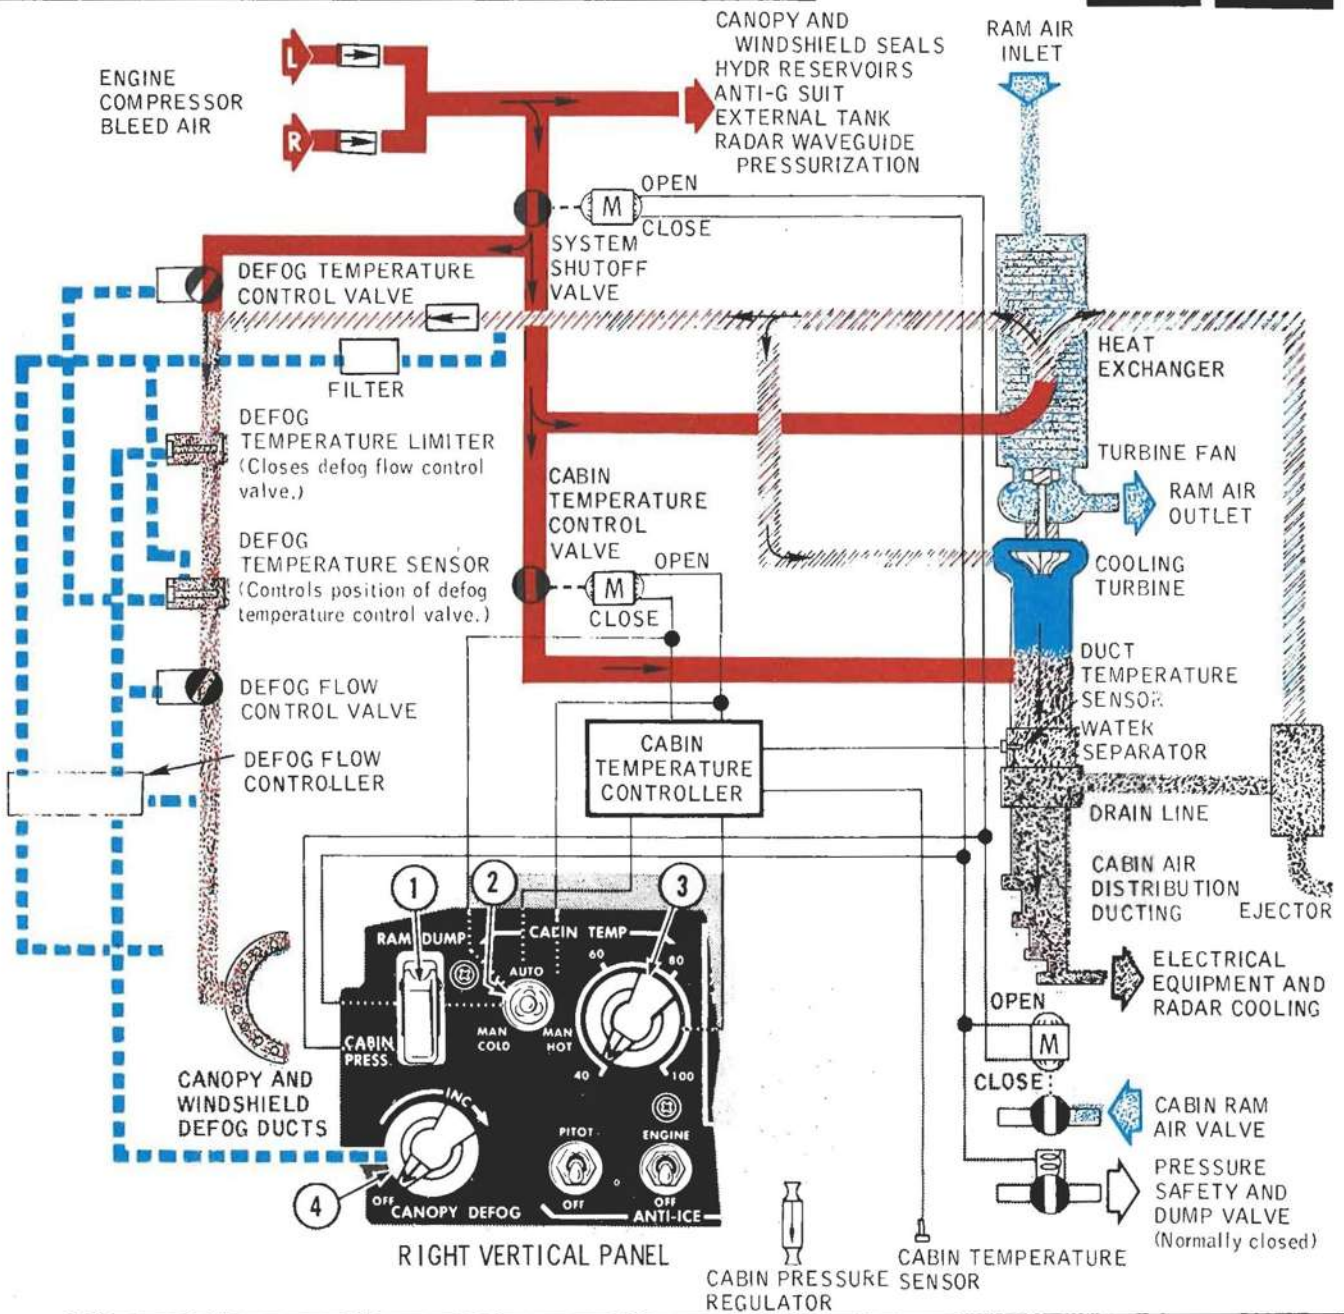 ENGINE
COMPRESSOR
BLEED AIR
L
R
CANOPY AND
WINDSHIELD SEALS
HYDR RESERVOIRS
ANTI-G SUIT
EXTERNAL TANK
RADAR WAVEGUIDE
PRESSURIZATION
RAM AIR
INLET
OPEN
M
CLOSE
SYSTEM
SHUTOFF
VALVE
DEFOG TEMPERATURE
CONTROL VALVE
FILTER
HEAT
EXCHANGER
DEFOG
TEMPERATURE LIMITER
(Closes defog flow control
valve.)
TURBINE FAN
RAM AIR
OUTLET
CABIN
TEMPERATURE
CONTROL
VALVE
OPEN
M
CLOSE
DEFOG
TEMPERATURE SENSOR
(Controls position of defog
temperature control valve.)
COOLING
TURBINE
DUCT
TEMPERATURE
SENSOR
WATER
SEPARATOR
DEFOG FLOW
CONTROL VALVE
DEFOG FLOW
CONTROLLER
CABIN
TEMPERATURE
CONTROLLER
DRAIN LINE
CABIN AIR
DISTRIBUTION
DUCTING
EJECTOR
ELECTRICAL
EQUIPMENT AND
RADAR COOLING
1
2
3
RAM DUMP
CABIN TEMP
AUTO
60
80
MAN
COLD
MAN
HOT
40
100
CABIN
PRESS.
CANOPY AND
WINDSHIELD
DEFOG DUCTS
INC
PITOT
ENGINE
OFF
OFF
OFF
CANOPY DEFOG
ANTI-ICE
4
RIGHT VERTICAL PANEL
OPEN
M
CLOSE
CABIN RAM
AIR VALVE
PRESSURE
SAFETY AND
DUMP VALVE
(Normally closed)
CABIN PRESSURE
REGULATOR
CABIN TEMPERATURE
SENSOR